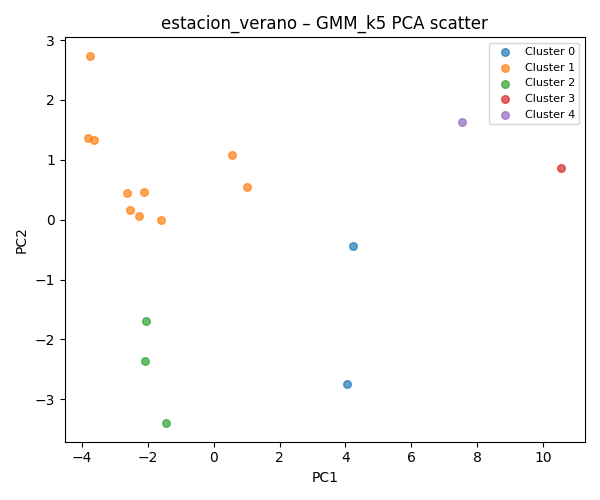 estacion_verano – GMM_k5 PCA scatter
Cluster 0
Cluster 1
Cluster 2
Cluster 3
Cluster 4
3
2
1
0
−1
−2
−3
PC2
−4
−2
0
2
4
6
8
10
PC1